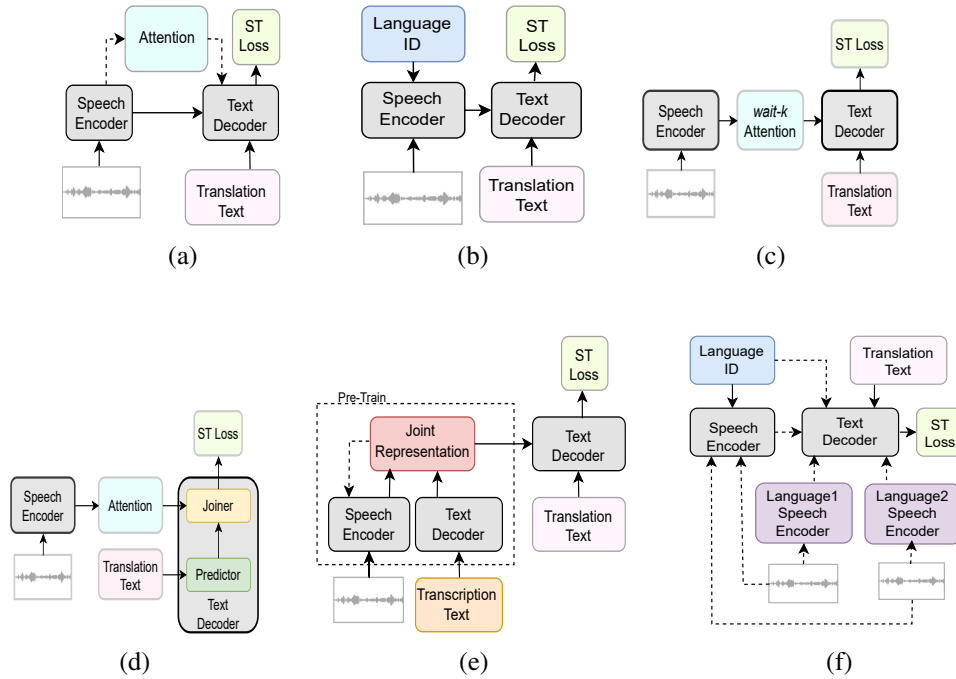 Attention
ST
Loss
Speech
Encoder
Text
Decoder
Translation
Text
(a)
Language
ID
ST
Loss
Speech
Encoder
Text
Decoder
Translation
Text
(b)
ST Loss
Speech
Encoder
wait-k
Attention
Text
Decoder
Translation
Text
(c)
ST Loss
Speech
Encoder
Attention
Joiner
Translation
Text
Predictor
Text
Decoder
(d)
ST
Loss
Pre-Train
Joint
Representation
Text
Decoder
Speech
Encoder
Text
Decoder
Translation
Text
Transcription
Text
(e)
Language
ID
Translation
Text
Speech
Encoder
Text
Decoder
ST
Loss
Language1
Speech
Encoder
Language2
Speech
Encoder
(f)